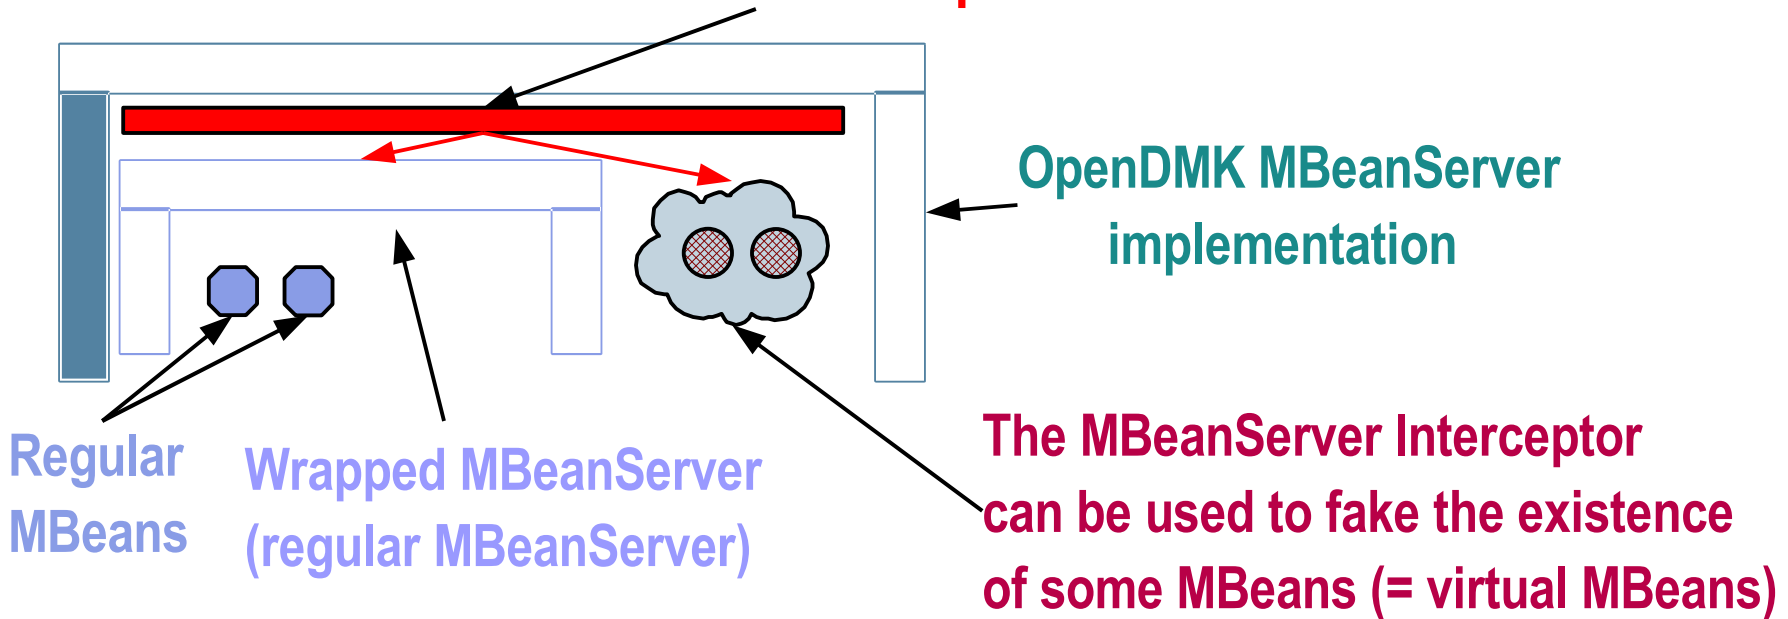 OpenDMK MBeanServer
implementation
Regular
MBeans
Wrapped MBeanServer
(regular MBeanServer)
The MBeanServer Interceptor
can be used to fake the existence
of some MBeans (= virtual MBeans)